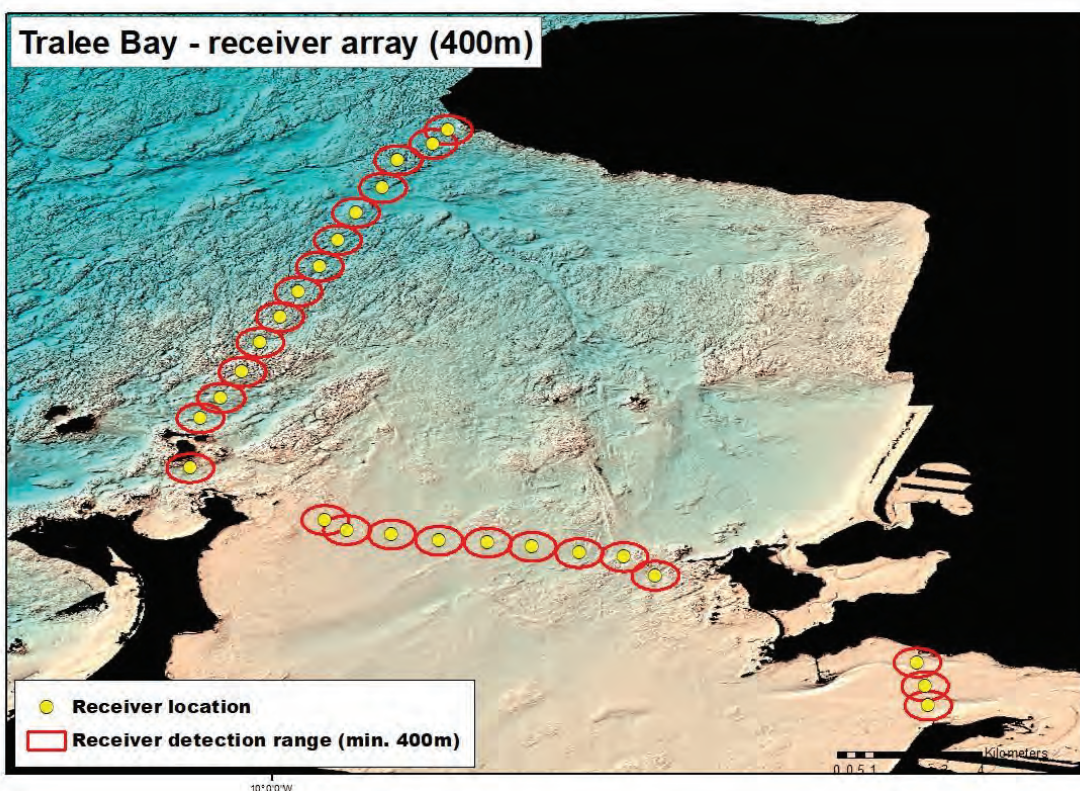 Tralee Bay - receiver array (400m)
Receiver location
Receiver detection range (min. 400m)
Kilometers
10°0'0"W